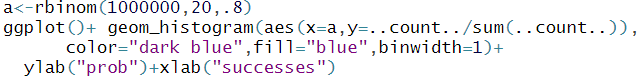 a<-rbinom(1000000,20,.8)
ggplot()+ geom_histogram(aes(x=a,y=..count../sum(..count..)),
color="dark blue",fill="blue",binwidth=1)+
ylab("prob")+xlab("successes")